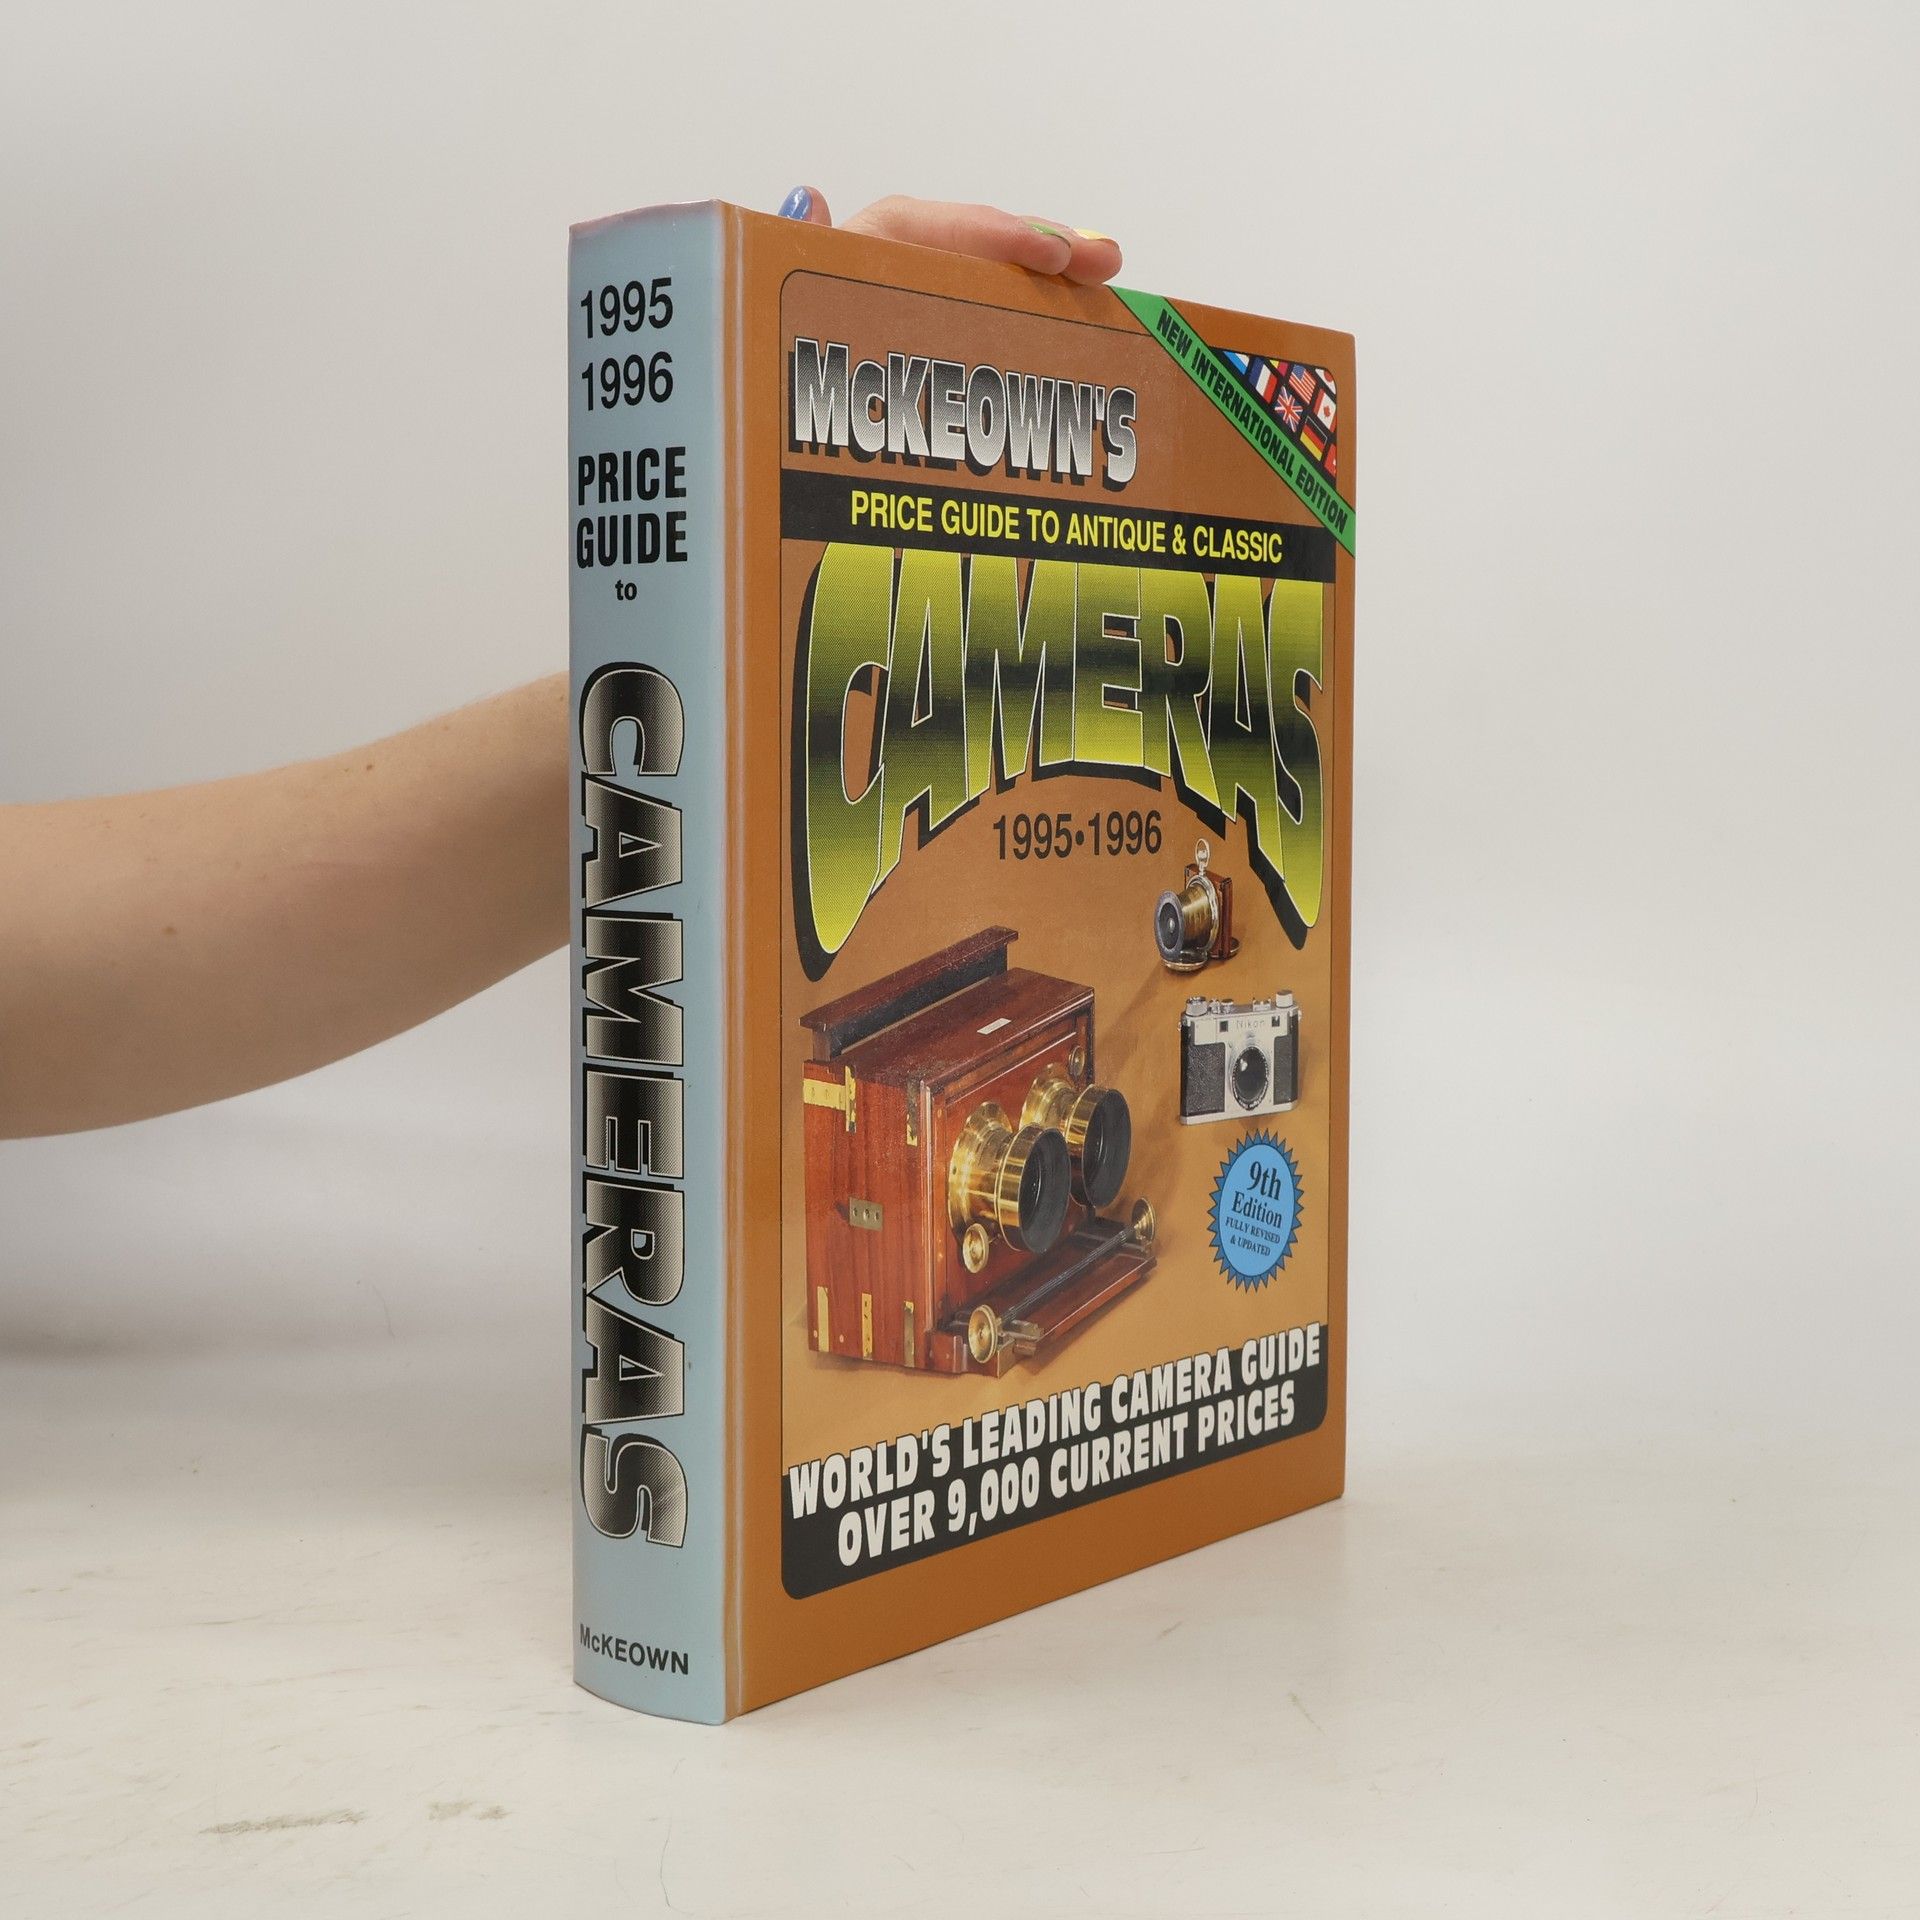 1995
1996
PRICE
GUIDE
to
CAMERAS
McKEOWN
NEW INTERNATIONAL EDITION
McKEOWN'S
PRICE GUIDE TO ANTIQUE & CLASSIC
CAMERAS
1995•1996
Nikon
9th
Edition
FULLY REVISED
& UPDATED
WORLD'S LEADING CAMERA GUIDE
OVER 9,000 CURRENT PRICES